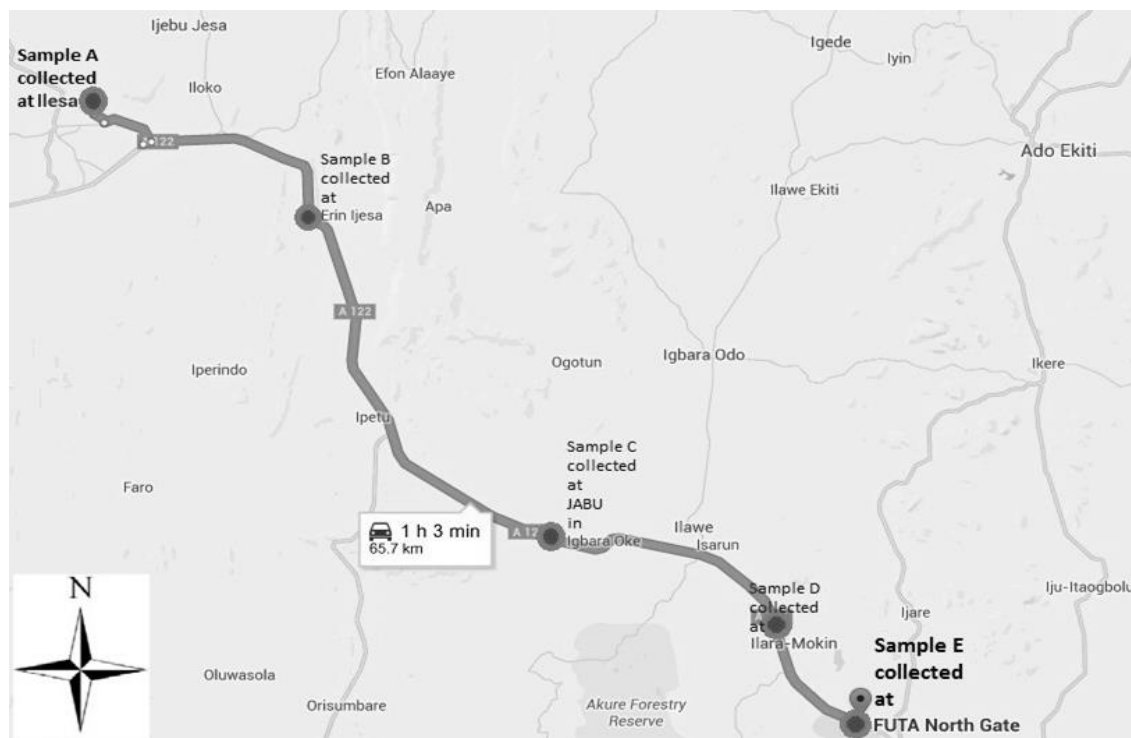 Ijebu Jesa
Sample A
collected
at Ilesa
Iloko
Efon Alaaye
Igede
Iyin
A 122
Ado Ekiti
Sample B
collected
at
Erin Ijesa
Apa
Ilawe Ekiti
A 122
Iperindo
Ogotun
Igbara Odo
Ikere
Ipetu
Faro
Sample C
collected
at
JABU
in
Igbara Oke
1 h 3 min
65.7 km
Ilawe
Isarun
Sample D
collected
at
Ilara-Mokin
Iju-Itaogbolu
Ijare
N
Sample E
collected
at
FUTA North Gate
Oluwasola
Orisumbare
Akure Forestry
Reserve